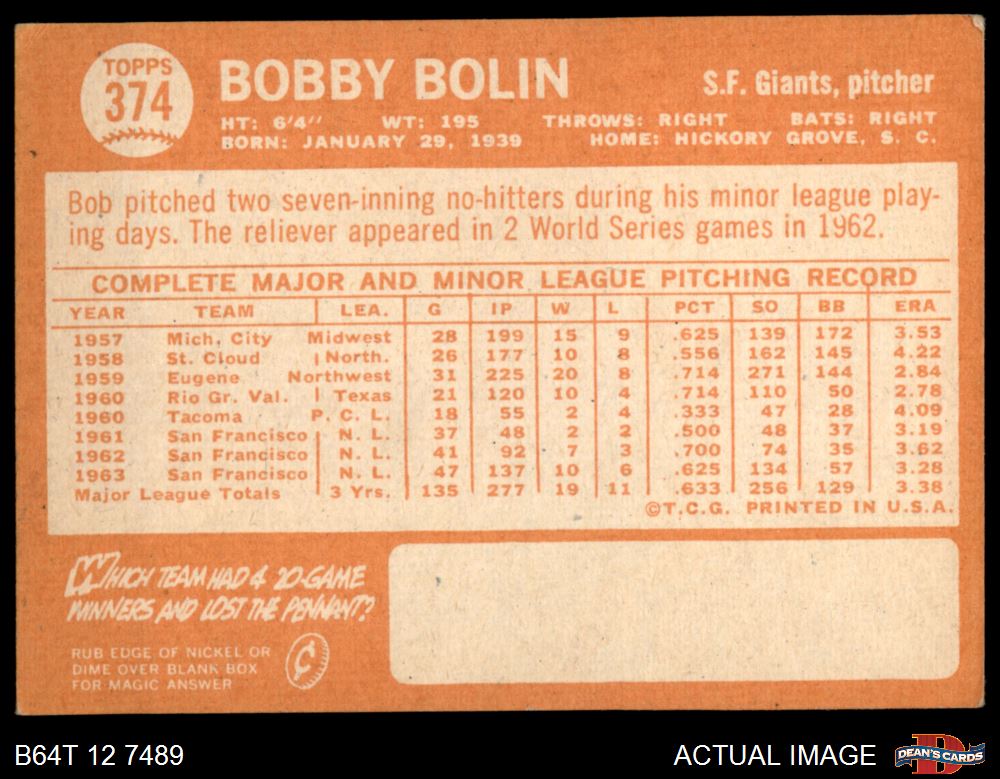 TOPPS
374
BOBBY BOLIN
S.F. Giants, pitcher
HT: 6'4" WT: 195 THROWS: RIGHT BATS: RIGHT
BORN: JANUARY 29, 1939 HOME: HICKORY GROVE, S. C.
Bob pitched two seven-inning no-hitters during his minor league play-
ing days. The reliever appeared in 2 World Series games in 1962.
COMPLETE MAJOR AND MINOR LEAGUE PITCHING RECORD
YEAR TEAM LEA. G IP W L PCT SO BB ERA
1957 Mich. City Midwest 28 199 15 9 .625 139 172 3.53
1958 St. Cloud North. 26 177 10 8 .556 162 145 4.22
1959 Eugene Northwest 31 225 20 8 .714 271 144 2.84
1960 Rio Gr. Val. Texas 21 120 10 4 .714 110 50 2.78
1960 Tacoma P. C. L. 18 55 2 4 .333 47 28 4.09
1961 San Francisco N. L. 37 48 2 2 .500 48 37 3.19
1962 San Francisco N. L. 41 92 7 3 .700 74 35 3.62
1963 San Francisco N. L. 47 137 10 6 .625 134 57 3.28
Major League Totals 3 Yrs. 135 277 19 11 .633 256 129 3.38
©T.C.G. PRINTED IN U.S.A.
WHICH TEAM HAD 4 20-GAME
WINNERS AND LOST THE PENNANT?
RUB EDGE OF NICKEL OR
DIME OVER BLANK BOX
FOR MAGIC ANSWER
¢
B64T 12 7489
ACTUAL IMAGE
DEAN'S CARDS